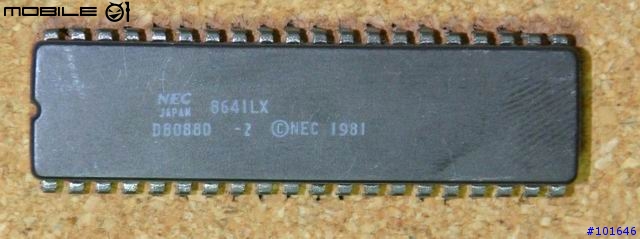 MOBILE01
NEC
JAPAN
8641LX
D8088D -2 ©NEC 1981
#101646